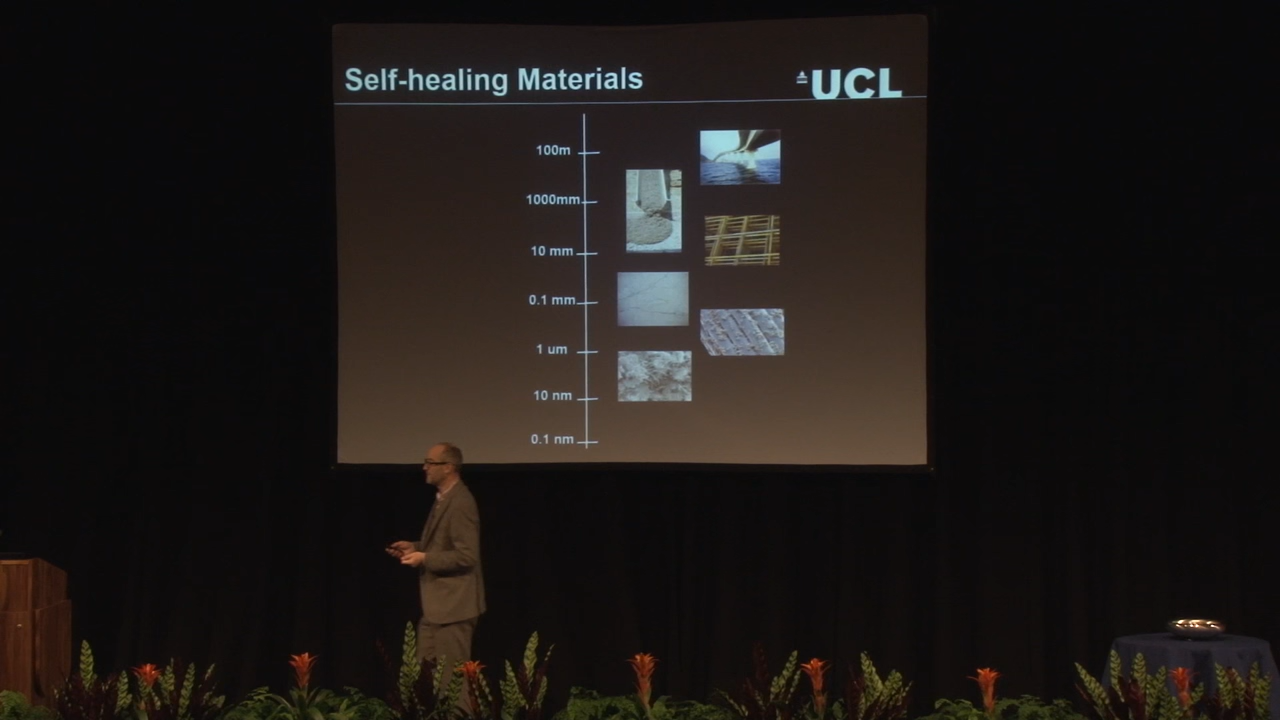 Self-healing Materials
UCL
100m
1000mm
10 mm
0.1 mm
1 um
10 nm
0.1 nm